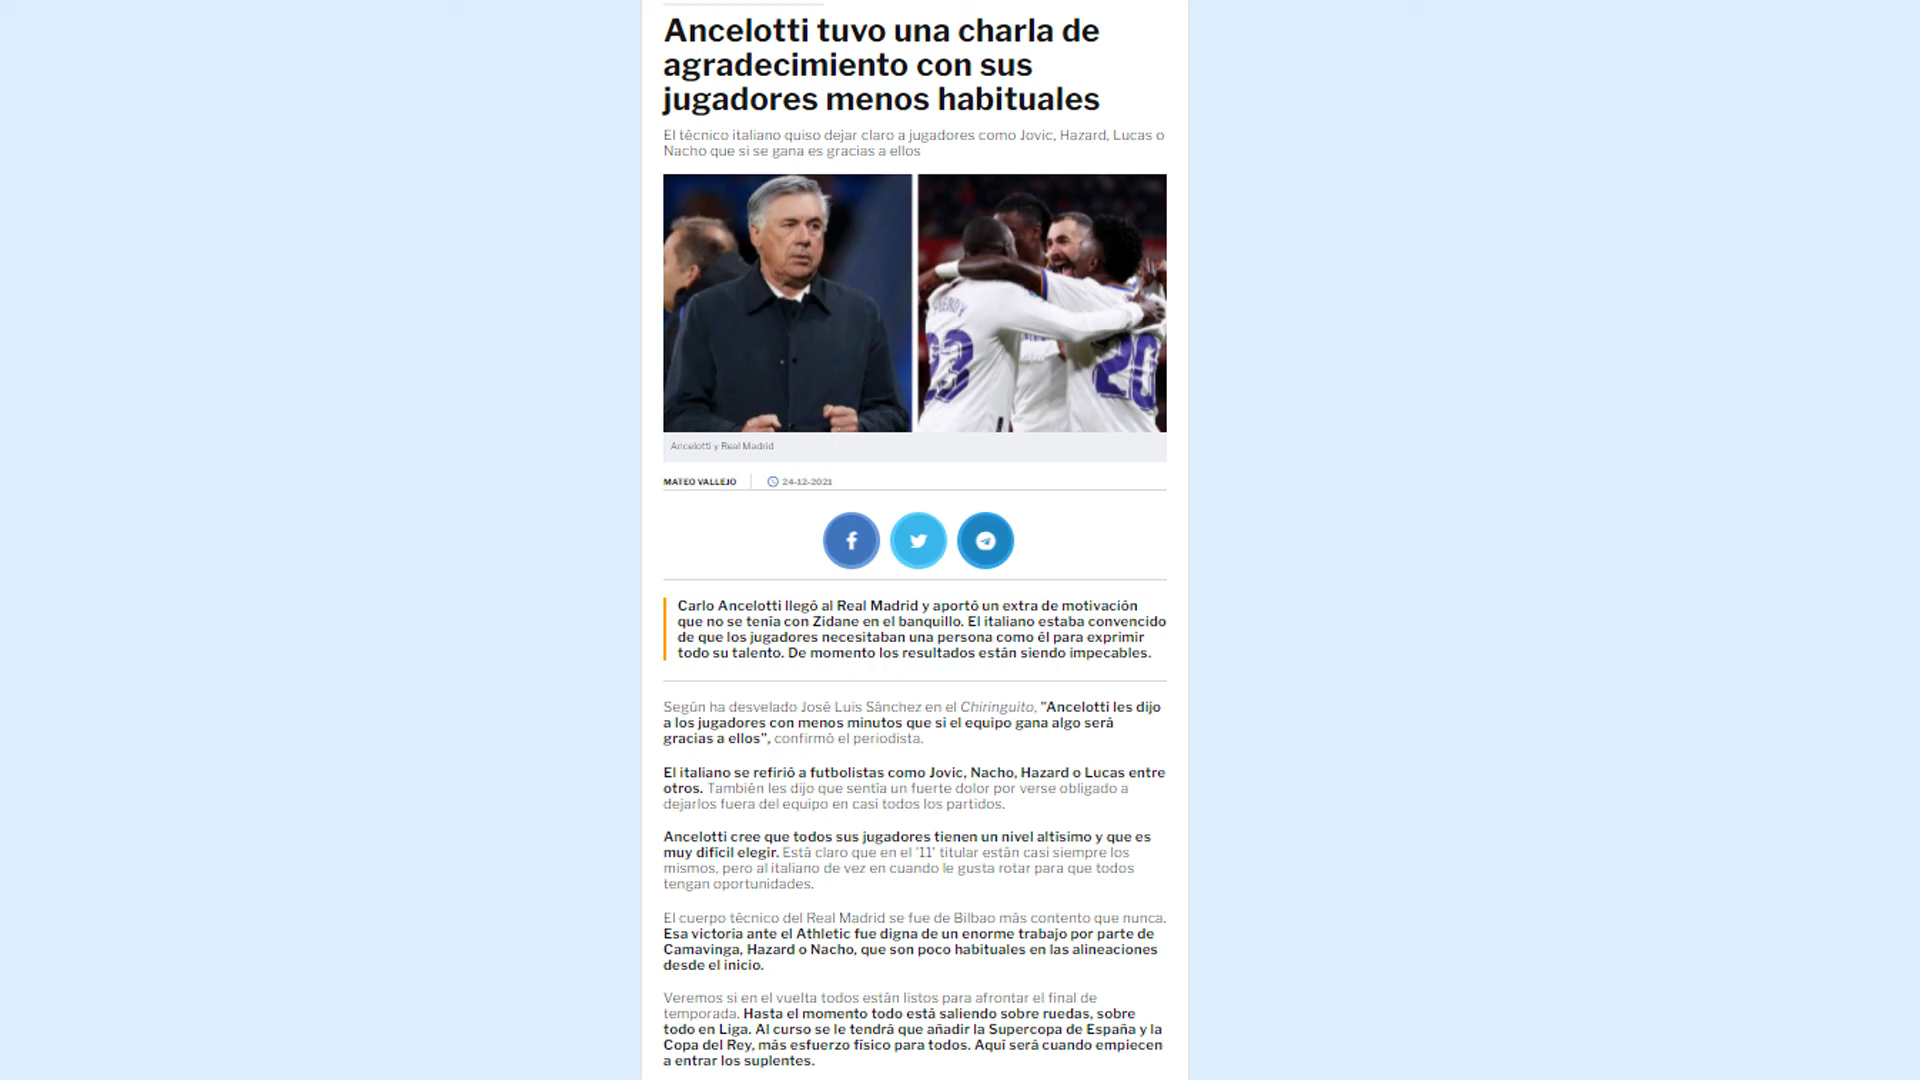 Ancelotti tuvo una charla de
agradecimiento con sus
jugadores menos habituales
El técnico italiano quiso dejar claro a jugadores como Jovic, Hazard, Lucas o
Nacho que si se gana es gracias a ellos
MENDY
23
20
Ancelotti y Real Madrid
MATEO VALLEJO
24-12-2021
Carlo Ancelotti llegó al Real Madrid y aportó un extra de motivación
que no se tenía con Zidane en el banquillo. El italiano estaba convencido
de que los jugadores necesitaban una persona como él para exprimir
todo su talento. De momento los resultados están siendo impecables.
Según ha desvelado José Luis Sánchez en el Chiringuito, "Ancelotti les dijo
a los jugadores con menos minutos que si el equipo gana algo será
gracias a ellos", confirmó el periodista.
El italiano se refirió a futbolistas como Jovic, Nacho, Hazard o Lucas entre
otros. También les dijo que sentía un fuerte dolor por verse obligado a
dejarlos fuera del equipo en casi todos los partidos.
Ancelotti cree que todos sus jugadores tienen un nivel altísimo y que es
muy difícil elegir. Está claro que en el '11' titular están casi siempre los
mismos, pero al italiano de vez en cuando le gusta rotar para que todos
tengan oportunidades.
El cuerpo técnico del Real Madrid se fue de Bilbao más contento que nunca.
Esa victoria ante el Athletic fue digna de un enorme trabajo por parte de
Camavinga, Hazard o Nacho, que son poco habituales en las alineaciones
desde el inicio.
Veremos si en el vuelta todos están listos para afrontar el final de
temporada. Hasta el momento todo está saliendo sobre ruedas, sobre
todo en Liga. Al curso se le tendrá que añadir la Supercopa de España y la
Copa del Rey, más esfuerzo físico para todos. Aquí será cuando empiecen
a entrar los suplentes.